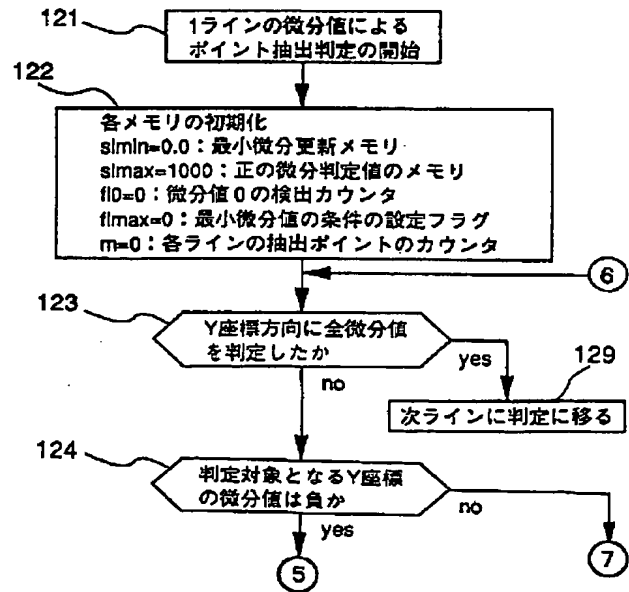 121
1ラインの微分値による
ポイント抽出判定の開始
122
各メモリの初期化
slmin=0.0：最小微分更新メモリ
slmax=1000：正の微分判定値のメモリ
fl0=0：微分値0の検出カウンタ
flmax=0：最小微分値の条件の設定フラグ
m=0：各ラインの抽出ポイントのカウンタ
6
123
Y座標方向に全微分値
を判定したか
yes
129
no
次ラインに判定に移る
124
判定対象となるY座標
の微分値は負か
no
yes
5
7